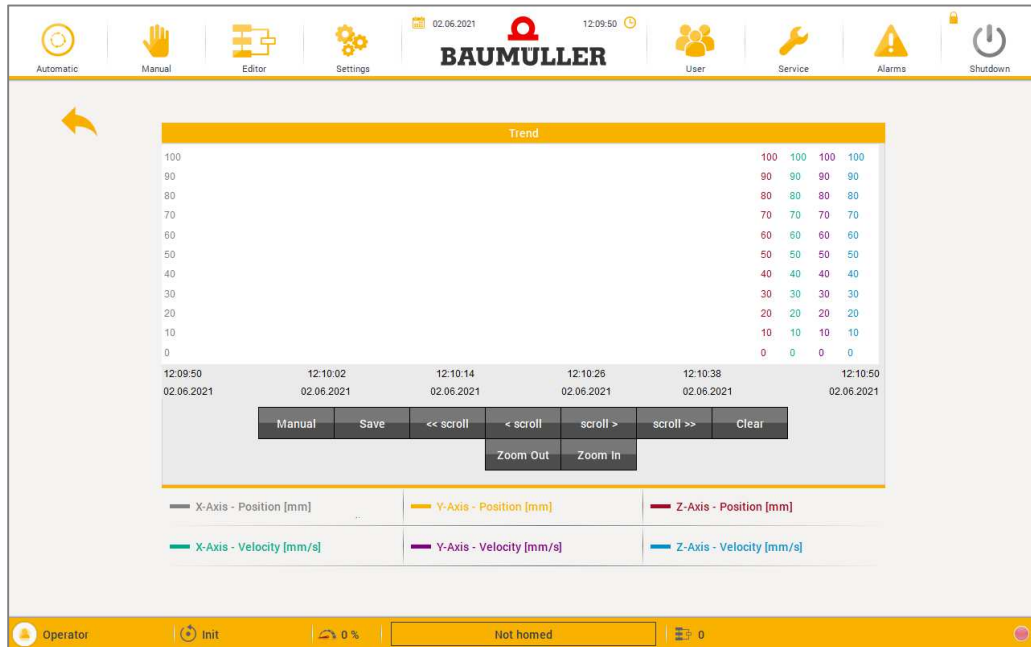 02.06.2021 12:09:50
BAUMÜLLER
Automatic Manual Editor Settings User Service Alarms Shutdown
Trend
100 100 100 100 100
90 90 90 90 90
80 80 80 80 80
70 70 70 70 70
60 60 60 60 60
50 50 50 50 50
40 40 40 40 40
30 30 30 30 30
20 20 20 20 20
10 10 10 10 10
0 0 0 0 0
12:09:50 12:10:02 12:10:14 12:10:26 12:10:38 12:10:50
02.06.2021 02.06.2021 02.06.2021 02.06.2021 02.06.2021 02.06.2021
Manual Save << scroll < scroll scroll > scroll >> Clear
Zoom Out Zoom In
X-Axis - Position [mm] Y-Axis - Position [mm] Z-Axis - Position [mm]
X-Axis - Velocity [mm/s] Y-Axis - Velocity [mm/s] Z-Axis - Velocity [mm/s]
Operator Init 0 % Not homed 0